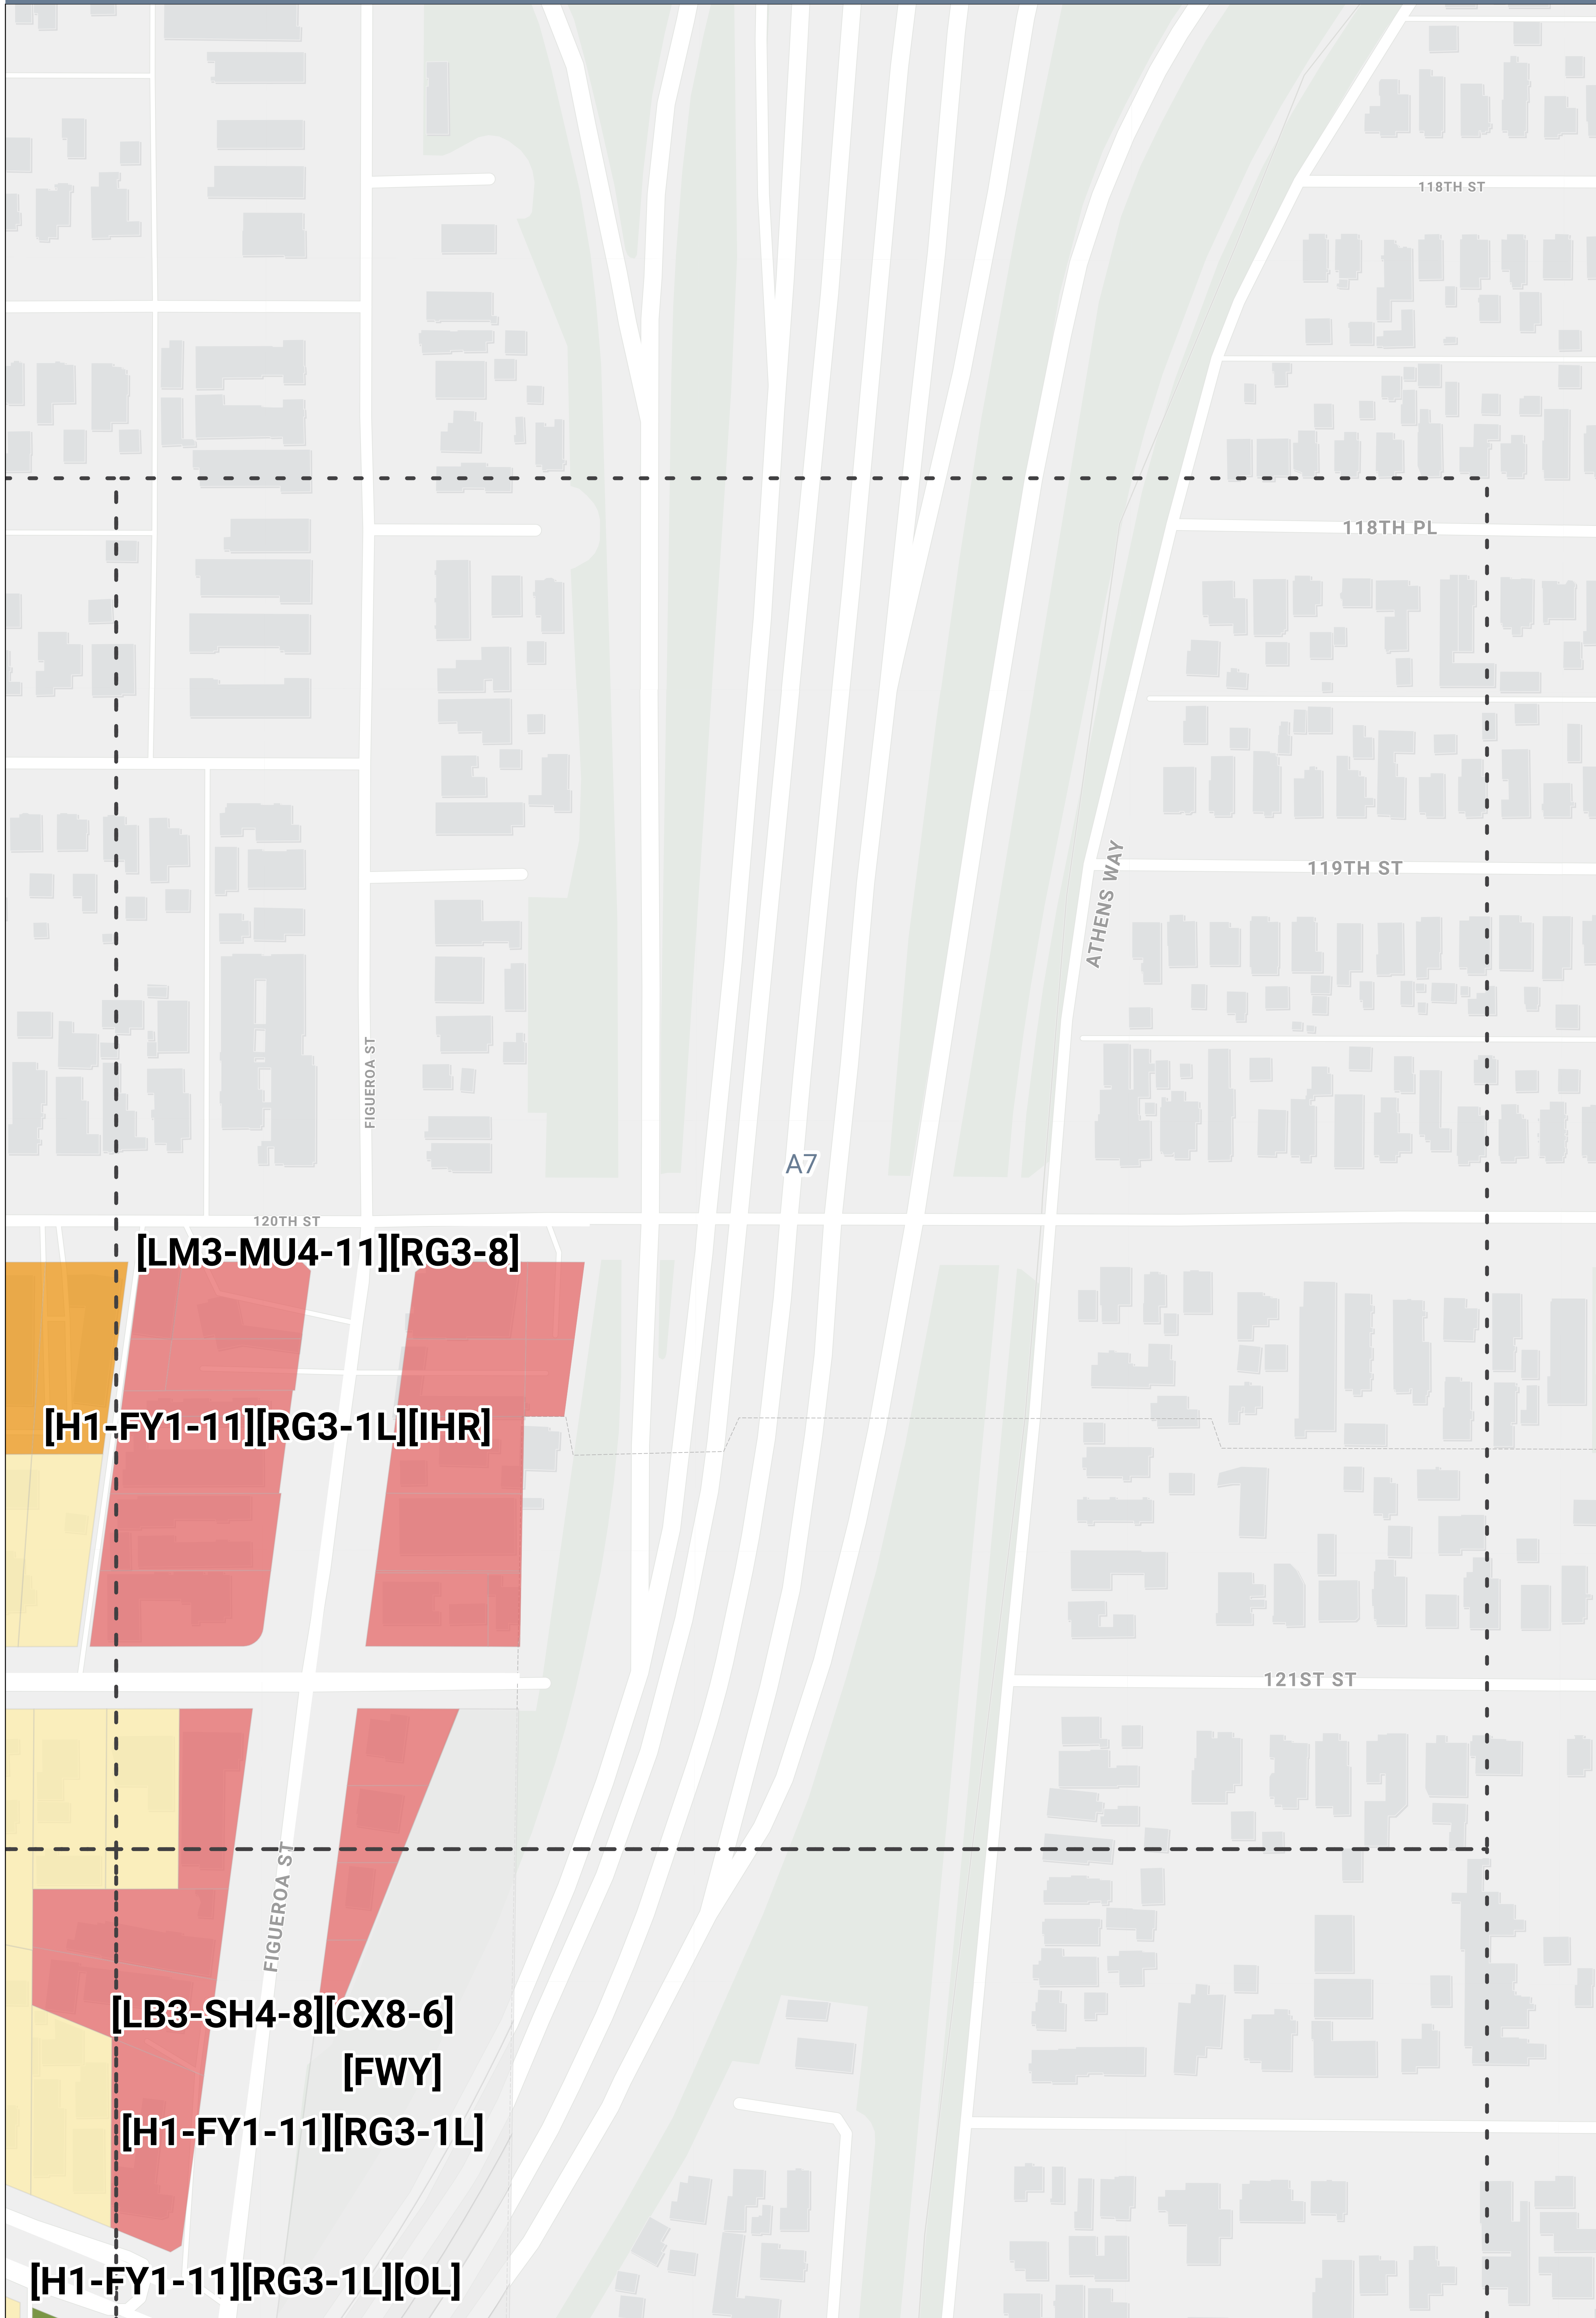 118TH ST
118TH PL
119TH ST
ATHENS WAY
FIGUEROA ST
A7
120TH ST
[LM3-MU4-11][RG3-8]
[H1-FY1-11][RG3-1L][IHR]
121ST ST
FIGUEROA ST
[LB3-SH4-8][CX8-6]
[FWY]
[H1-FY1-11][RG3-1L]
[H1-FY1-11][RG3-1L][OL]